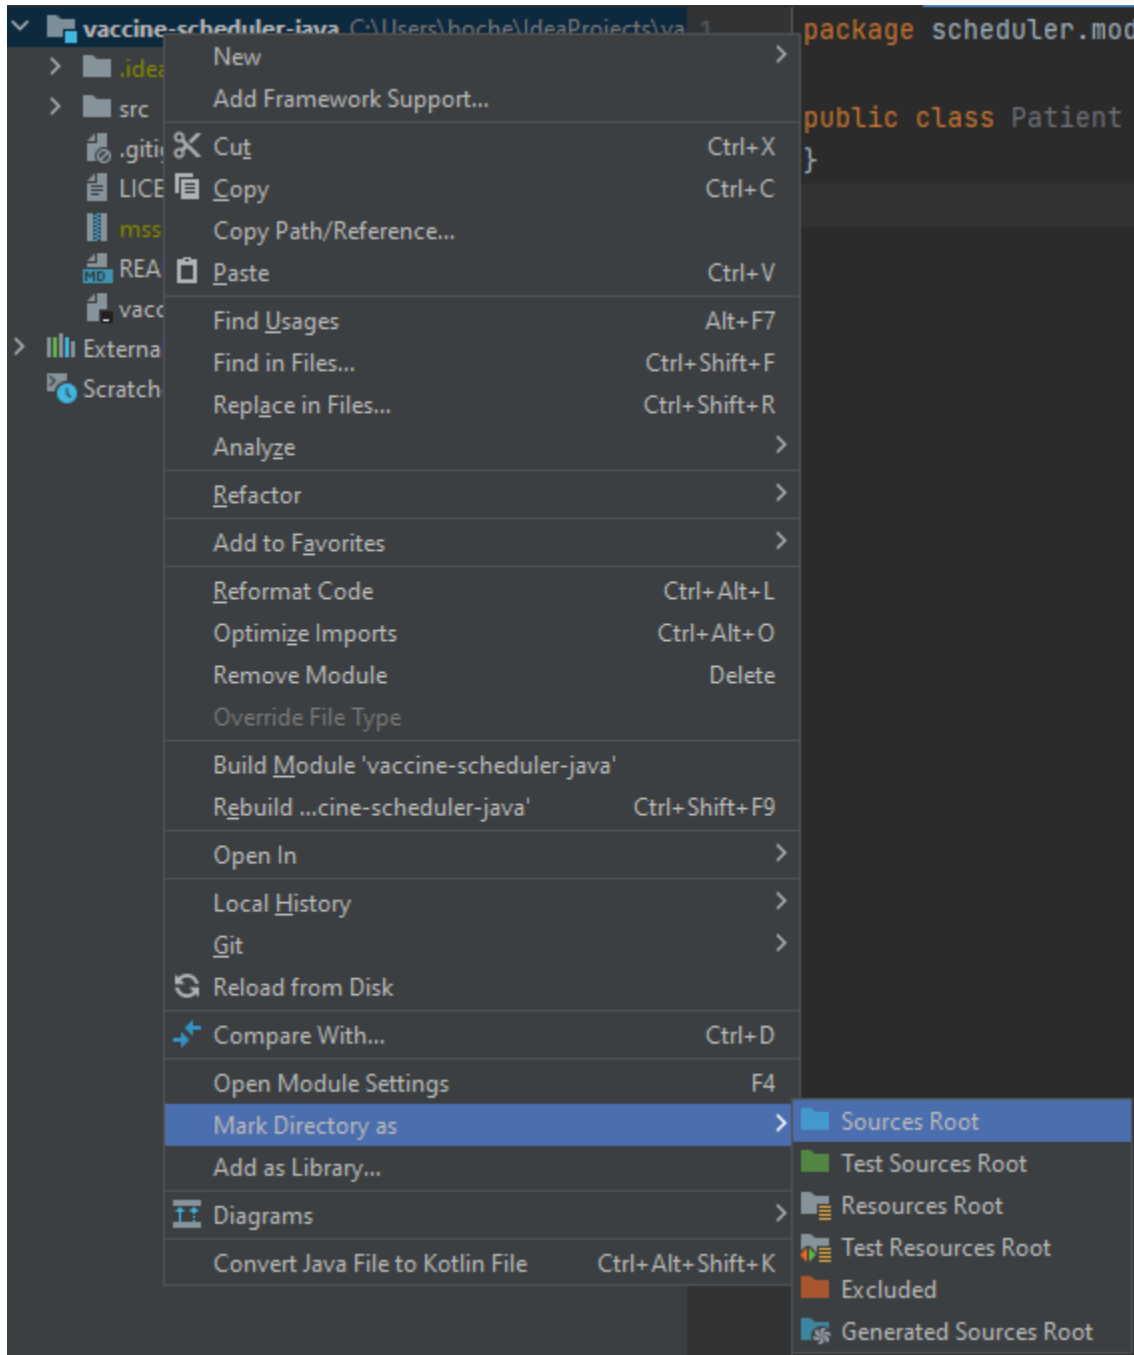 vaccine-scheduler-java C:\Users\boche\IdeaProjects\va
.idea
src
.giti
LICE
mss
MD REA
vacc
Externa
Scratch
New
Add Framework Support...
Cut Ctrl+X
Copy Ctrl+C
Copy Path/Reference...
Paste Ctrl+V
Find Usages Alt+F7
Find in Files... Ctrl+Shift+F
Replace in Files... Ctrl+Shift+R
Analyze
Refactor
Add to Favorites
Reformat Code Ctrl+Alt+L
Optimize Imports Ctrl+Alt+O
Remove Module Delete
Override File Type
Build Module 'vaccine-scheduler-java'
Rebuild ...cine-scheduler-java' Ctrl+Shift+F9
Open In
Local History
Git
Reload from Disk
Compare With... Ctrl+D
Open Module Settings F4
Mark Directory as
Add as Library...
Diagrams
Convert Java File to Kotlin File Ctrl+Alt+Shift+K
Sources Root
Test Sources Root
Resources Root
Test Resources Root
Excluded
Generated Sources Root
1 package scheduler.mod
public class Patient
}